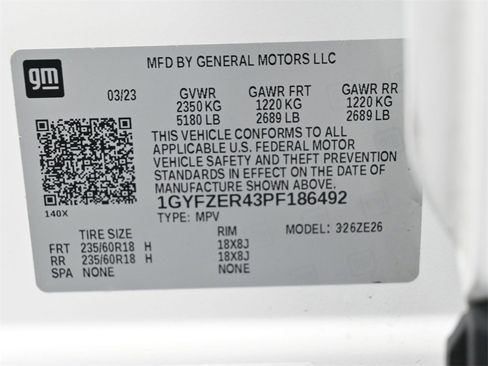 gm
MFD BY GENERAL MOTORS LLC
03/23 GVWR GAWR FRT GAWR RR
2350 KG 1220 KG 1220 KG
5180 LB 2689 LB 2689 LB
THIS VEHICLE CONFORMS TO ALL
APPLICABLE U.S. FEDERAL MOTOR
VEHICLE SAFETY AND THEFT PREVENTION
STANDARDS IN EFFECT ON THE DATE OF
MANUFACTURE SHOWN ABOVE.
1GYFZER43PF186492
140X
TYPE: MPV MODEL: 326ZE26
TIRE SIZE RIM
FRT 235/60R18 H 18X8J
RR 235/60R18 H 18X8J
SPA NONE NONE